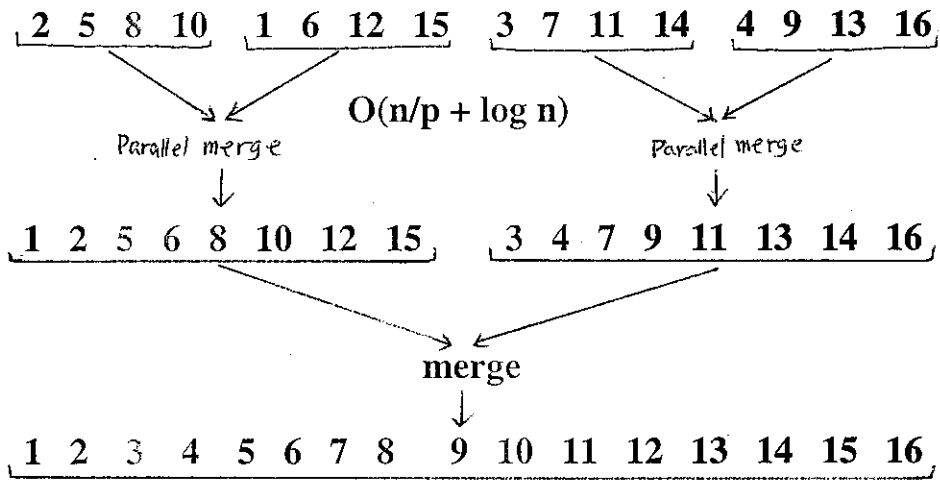 2 5 8 10 1 6 12 15 3 7 11 14 4 9 13 16
O(n/p + log n)
Parallel merge Parallel merge
1 2 5 6 8 10 12 15 3 4 7 9 11 13 14 16
merge
1 2 3 4 5 6 7 8 9 10 11 12 13 14 15 16